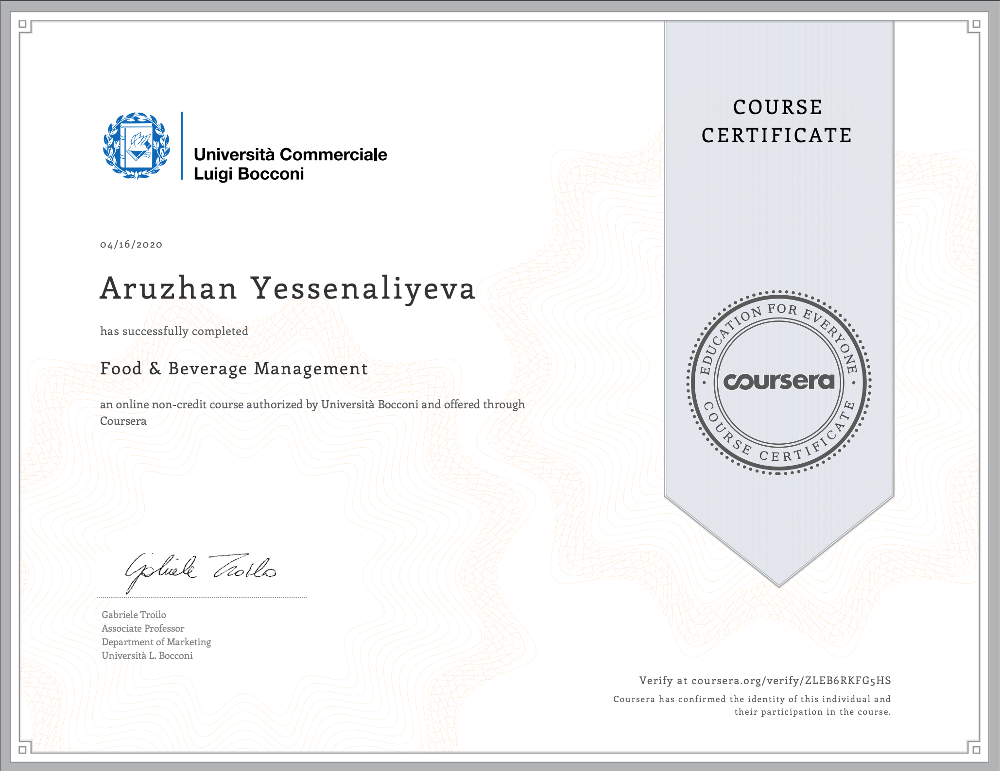 COURSE
CERTIFICATE
Università Commerciale
Luigi Bocconi
04/16/2020
Aruzhan Yessenaliyeva
has successfully completed
Food & Beverage Management
an online non-credit course authorized by Università Bocconi and offered through
Coursera
EDUCATION FOR EVERYONE
coursera
COURSE CERTIFICATE
Gabriele Troilo
Gabriele Troilo
Associate Professor
Department of Marketing
Università L. Bocconi
Verify at coursera.org/verify/ZLEB6RKFG5HS
Coursera has confirmed the identity of this individual and
their participation in the course.